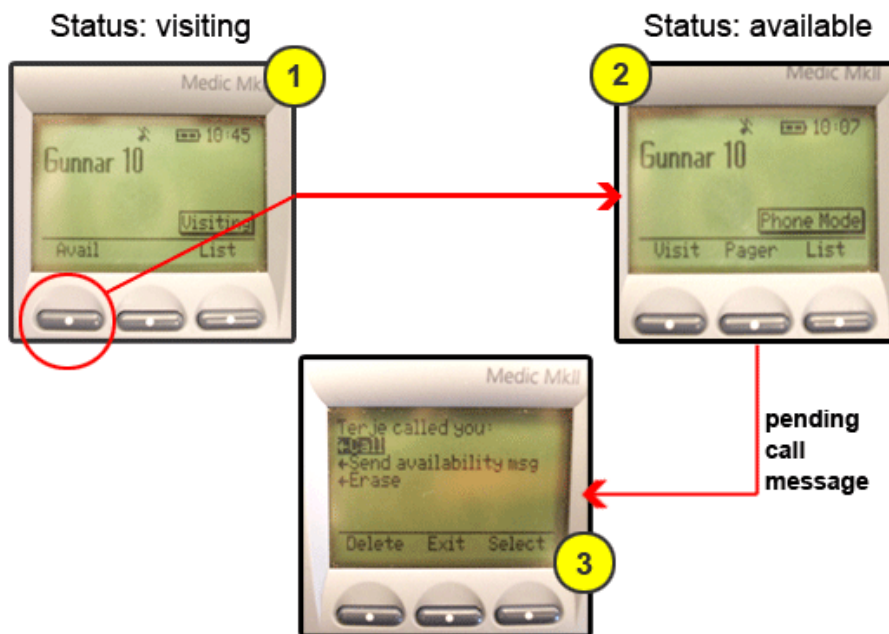 Status: visiting
Status: available
Medic MkII
1
10:45
Gunnar 10
Visiting
Avail List
2
Medic MkII
10:07
Gunnar 10
Phone Mode
Visit Pager List
pending
call
message
Medic MkII
Terje called you:
←Call
←Send availability msg
←Erase
Delete Exit Select
3